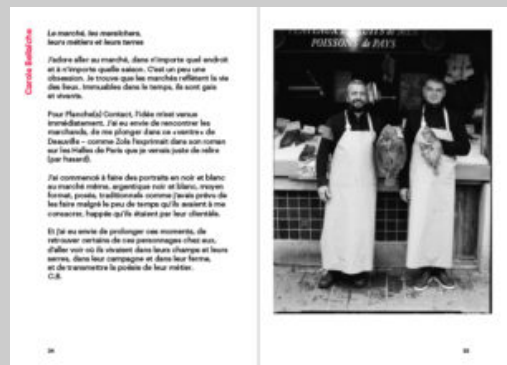 Carole Bellaïche
Le marché, les maraîchers,
leurs métiers et leurs terres
J'adore aller au marché, dans n'importe quel endroit
et à n'importe quelle saison. C'est un peu une
obsession. Je trouve que les marchés reflètent la vie
des lieux. Immuables dans le temps, ils sont gais
et vivants.
Pour Planche(s) Contact, l'idée m'est venue
immédiatement. J'ai eu envie de rencontrer les
marchands, de me plonger dans ce «ventre» de
Deauville – comme Zola l'exprimait dans son roman
sur les Halles de Paris que je venais juste de relire
(par hasard).
J'ai commencé à faire des portraits en noir et blanc
au marché même, argentique noir et blanc, moyen
format, posés, traditionnels comme j'avais prévu de
les faire malgré le peu de temps qu'ils avaient à me
consacrer, happés qu'ils étaient par leur clientèle.
Et j'ai eu envie de prolonger ces moments, de
retrouver certains de ces personnages chez eux,
d'aller voir où ils vivaient dans leurs champs et leurs
serres, dans leur campagne et dans leur ferme,
et de transmettre la poésie de leur métier.
C.B.
POISSONS de PAYS